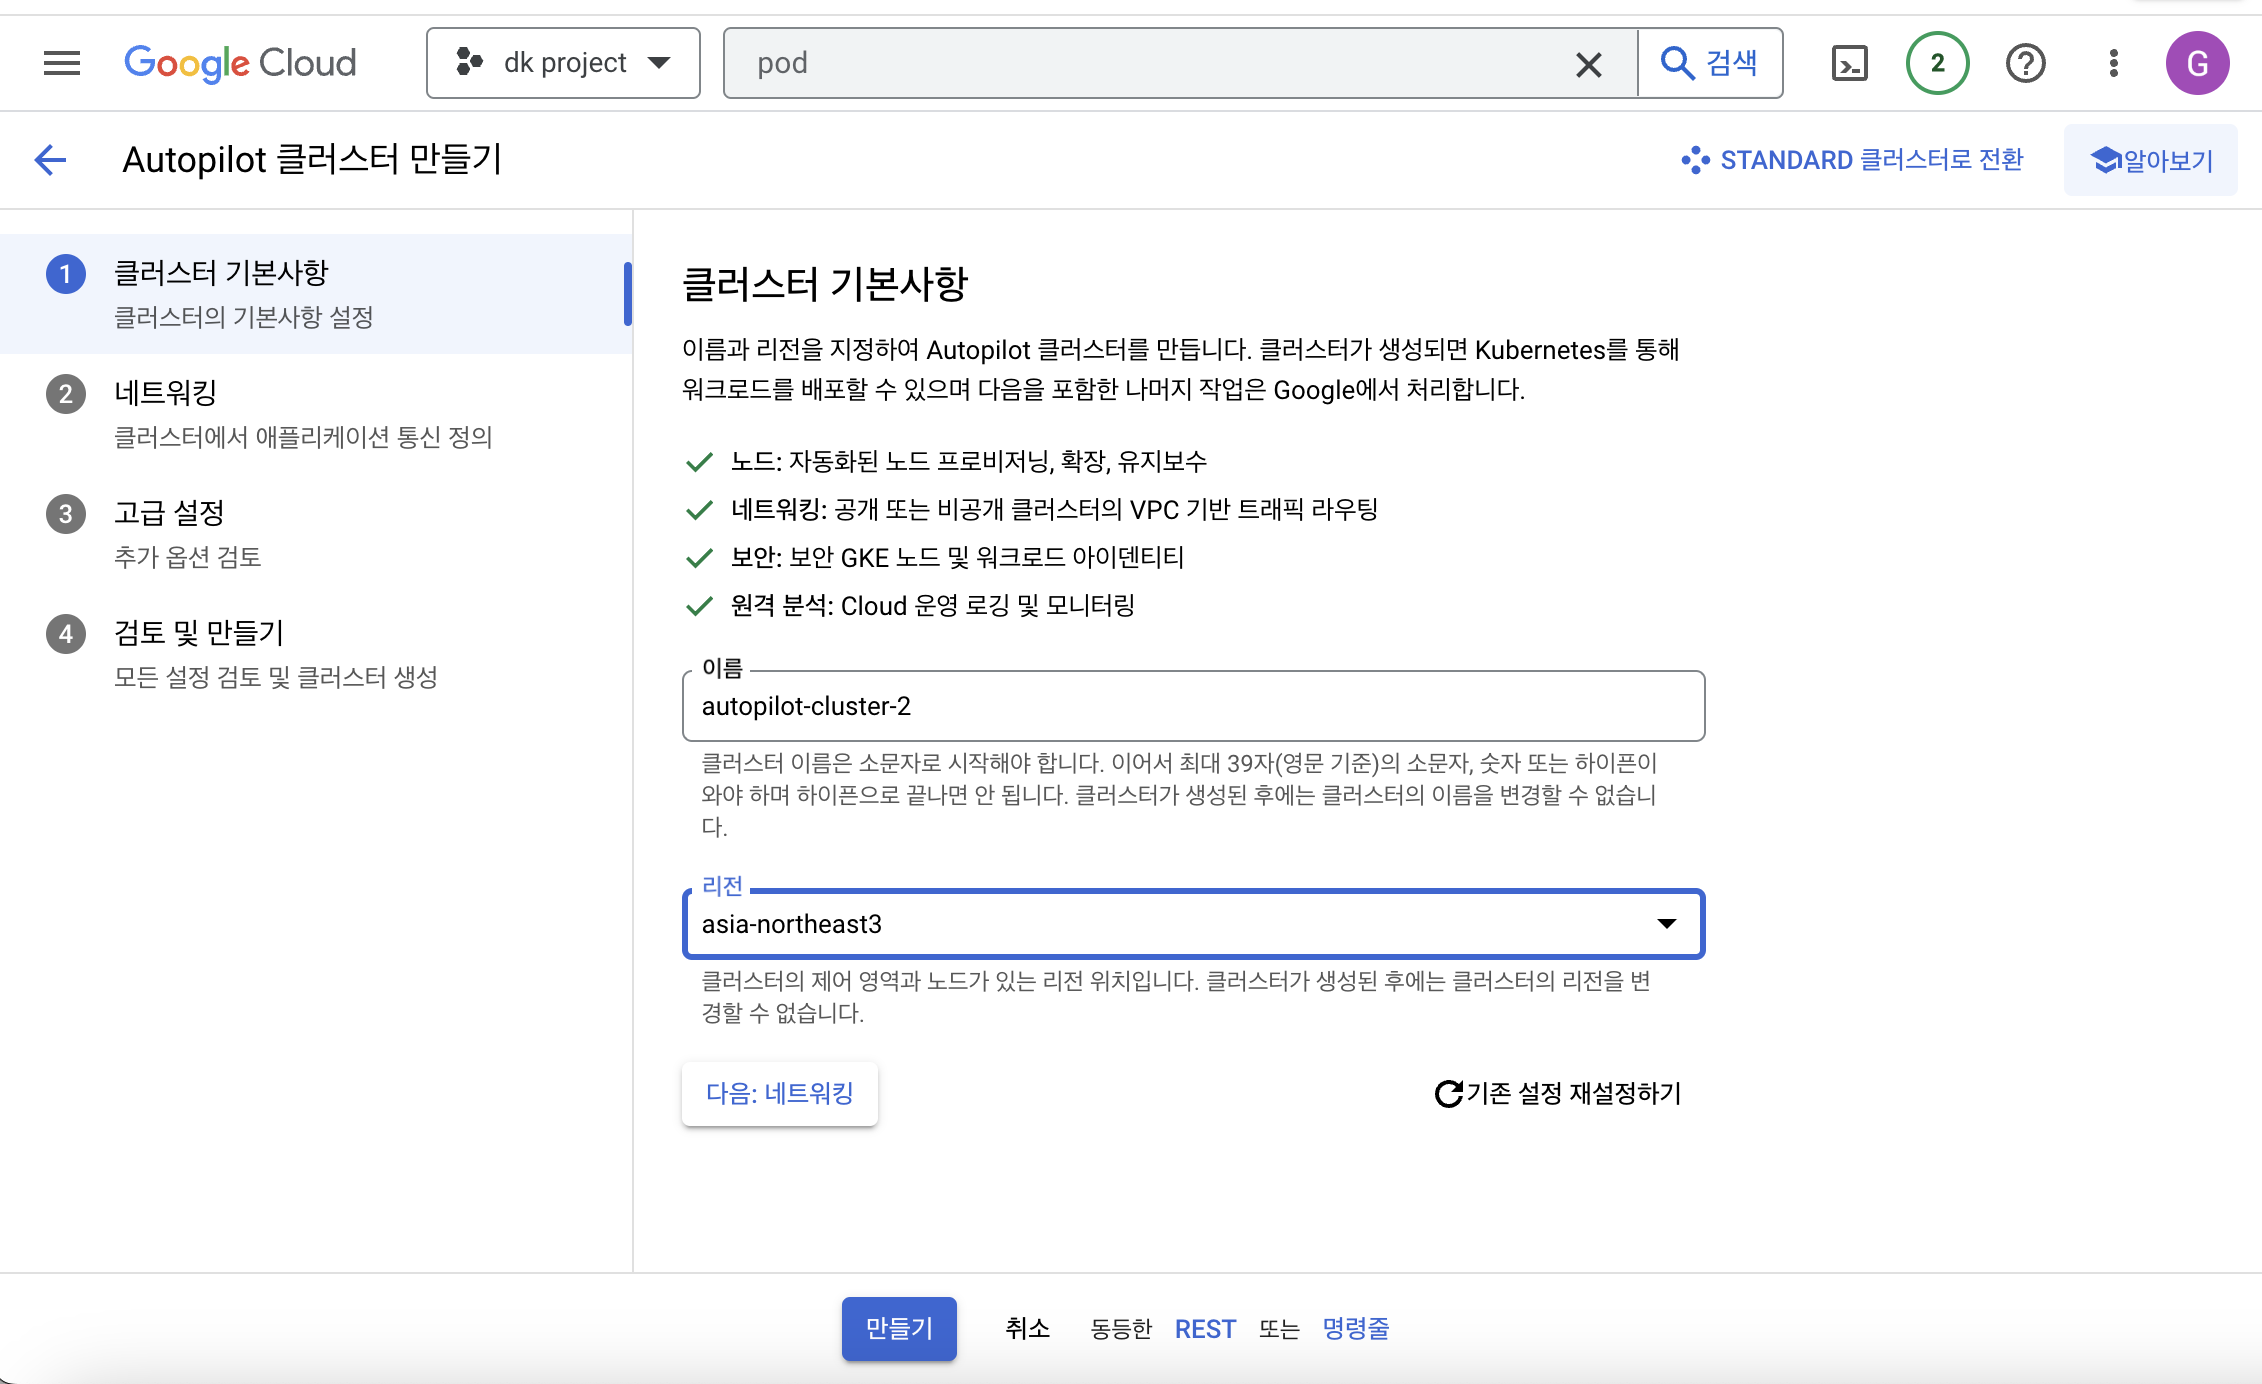 Google Cloud
dk project
pod
검색
2
G
Autopilot 클러스터 만들기
STANDARD 클러스터로 전환
알아보기
1
클러스터 기본사항
클러스터의 기본사항 설정
2
네트워킹
클러스터에서 애플리케이션 통신 정의
3
고급 설정
추가 옵션 검토
4
검토 및 만들기
모든 설정 검토 및 클러스터 생성
클러스터 기본사항
이름과 리전을 지정하여 Autopilot 클러스터를 만듭니다. 클러스터가 생성되면 Kubernetes를 통해
워크로드를 배포할 수 있으며 다음을 포함한 나머지 작업은 Google에서 처리합니다.
노드: 자동화된 노드 프로비저닝, 확장, 유지보수
네트워킹: 공개 또는 비공개 클러스터의 VPC 기반 트래픽 라우팅
보안: 보안 GKE 노드 및 워크로드 아이덴티티
원격 분석: Cloud 운영 로깅 및 모니터링
이름
autopilot-cluster-2
클러스터 이름은 소문자로 시작해야 합니다. 이어서 최대 39자(영문 기준)의 소문자, 숫자 또는 하이픈이
와야 하며 하이픈으로 끝나면 안 됩니다. 클러스터가 생성된 후에는 클러스터의 이름을 변경할 수 없습니
다.
리전
asia-northeast3
클러스터의 제어 영역과 노드가 있는 리전 위치입니다. 클러스터가 생성된 후에는 클러스터의 리전을 변
경할 수 없습니다.
다음: 네트워킹
기존 설정 재설정하기
만들기
취소
동등한 REST 또는 명령줄